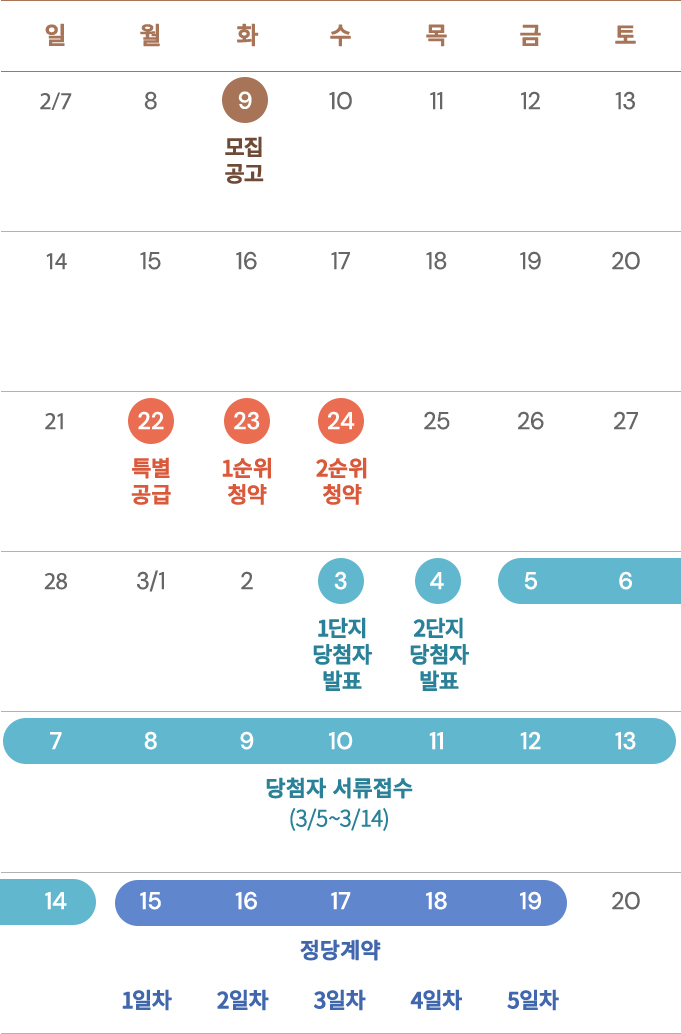 일 월 화 수 목 금 토
2/7 8 9 10 11 12 13
모집
공고
14 15 16 17 18 19 20
21 22 23 24 25 26 27
특별 1순위 2순위
공급 청약 청약
28 3/1 2 3 4 5 6
1단지 2단지
당첨자 당첨자
발표 발표
7 8 9 10 11 12 13
당첨자 서류접수
(3/5~3/14)
14 15 16 17 18 19 20
정당계약
1일차 2일차 3일차 4일차 5일차